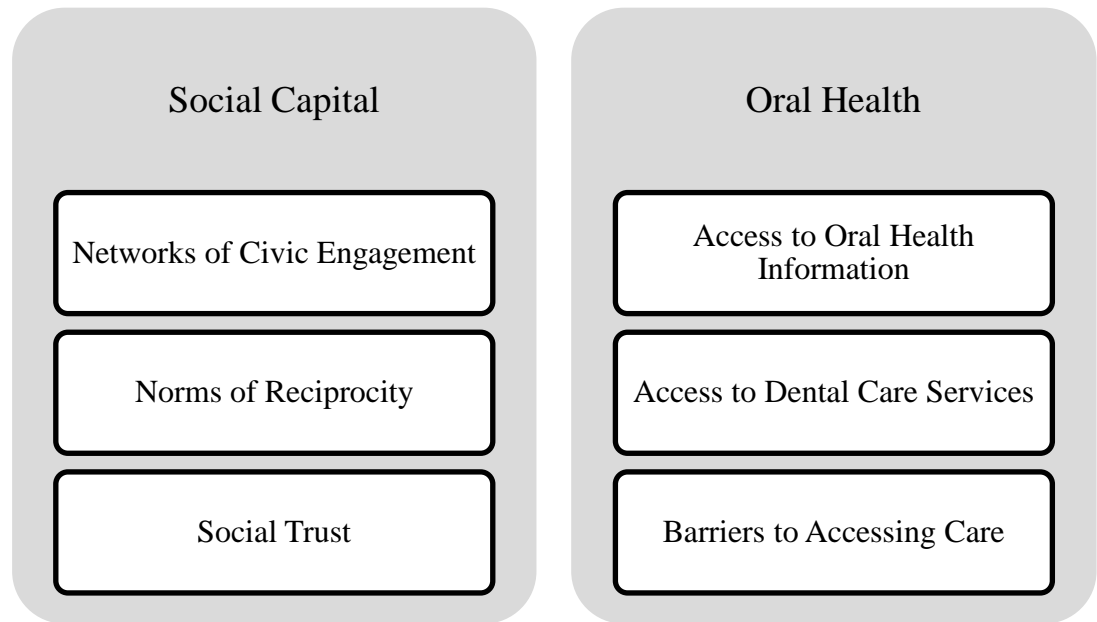 Social Capital
Networks of Civic Engagement
Norms of Reciprocity
Social Trust
Oral Health
Access to Oral Health
Information
Access to Dental Care Services
Barriers to Accessing Care